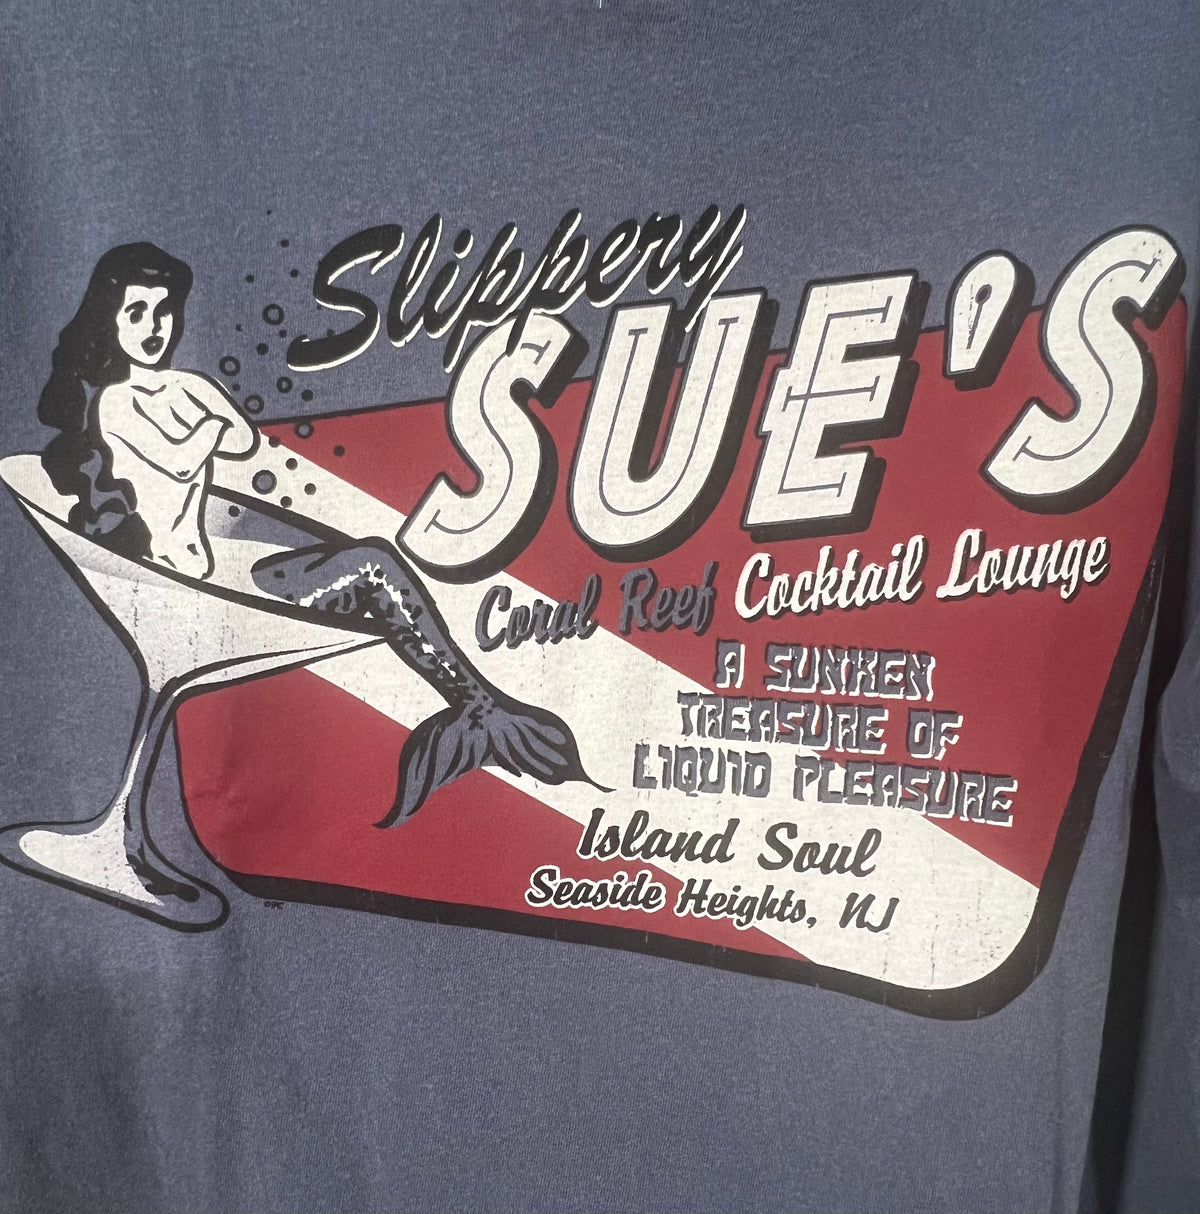 Slippery
SUE'S
Coral Reef Cocktail Lounge
A SUNKEN
TREASURE OF
LIQUID PLEASURE
Island Soul
Seaside Heights, NJ